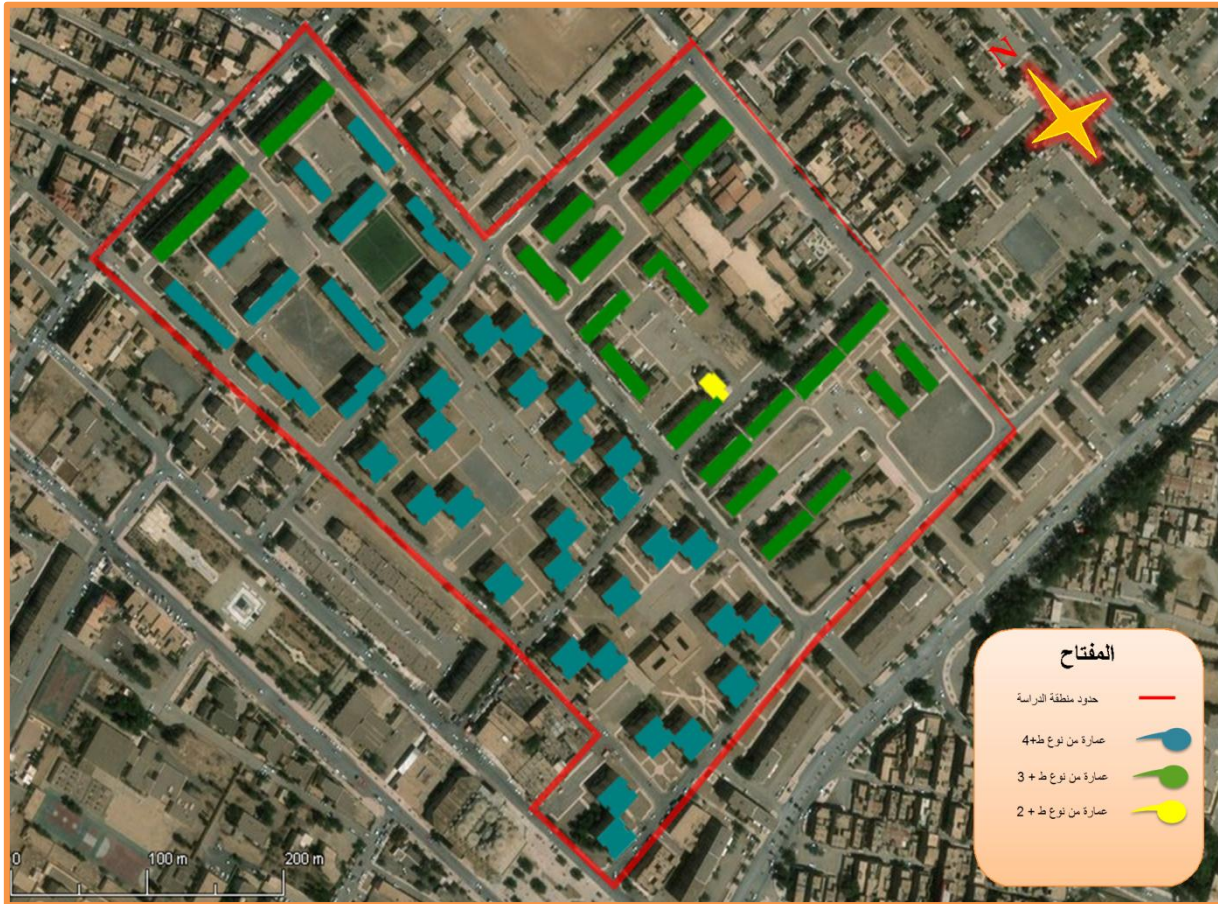 N
المفتاح
حدود منطقة الدراسة
عمارة من نوع ط+4
عمارة من نوع ط + 3
عمارة من نوع ط + 2
0 100 m 200 m